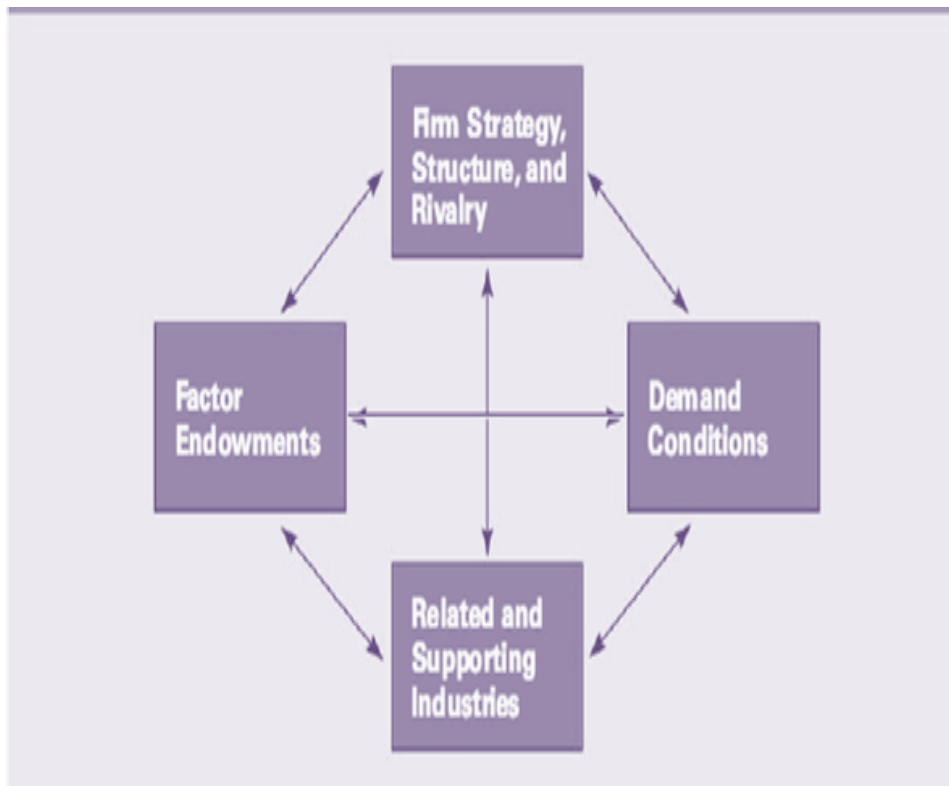 Firm Strategy,
Structure, and
Rivalry
Factor
Endowments
Demand
Conditions
Related and
Supporting
Industries